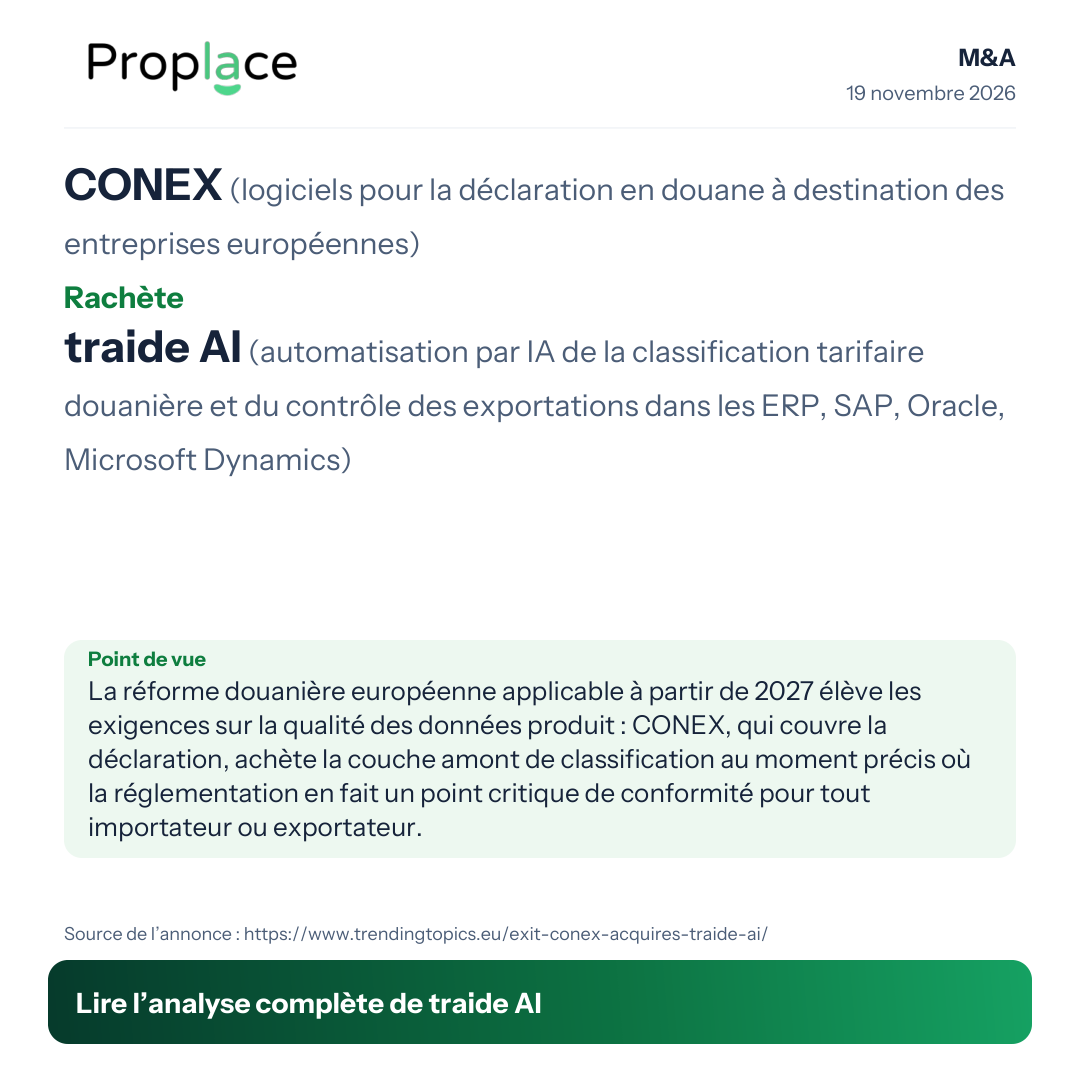 Proplace
M&A
19 novembre 2026
CONEX (logiciels pour la déclaration en douane à destination des
entreprises européennes)
Rachète
traide AI (automatisation par IA de la classification tarifaire
douanière et du contrôle des exportations dans les ERP, SAP, Oracle,
Microsoft Dynamics)
Point de vue
La réforme douanière européenne applicable à partir de 2027 élève les
exigences sur la qualité des données produit : CONEX, qui couvre la
déclaration, achète la couche amont de classification au moment précis où
la réglementation en fait un point critique de conformité pour tout
importateur ou exportateur.
Source de l’annonce : https://www.trendingtopics.eu/exit-conex-acquires-traide-ai/
Lire l’analyse complète de traide AI